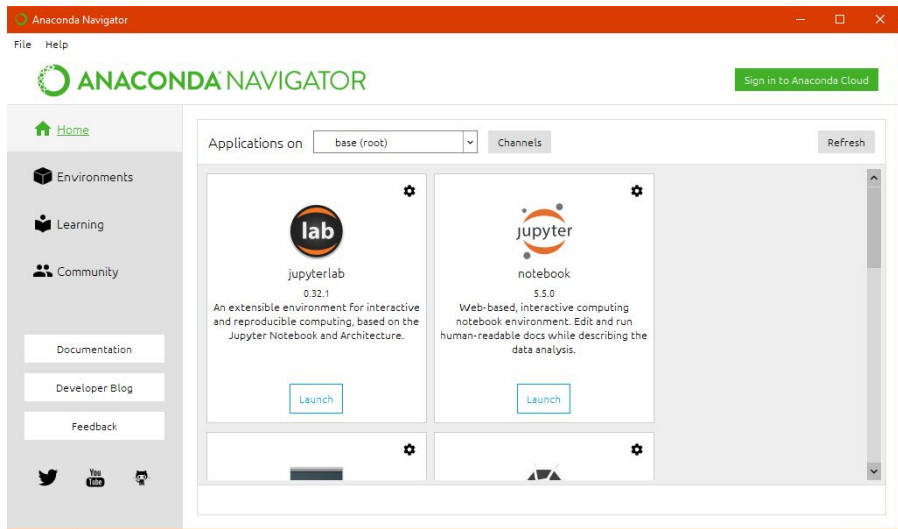 Anaconda Navigator
File Help
ANACONDA NAVIGATOR
Sign in to Anaconda Cloud
Home
Environments
Learning
Community
Documentation
Developer Blog
Feedback
You
Tube
Applications on base (root) Channels Refresh
lab
jupyterlab
0.32.1
An extensible environment for interactive
and reproducible computing, based on the
Jupyter Notebook and Architecture.
Launch
jupyter
notebook
5.5.0
Web-based, interactive computing
notebook environment. Edit and run
human-readable docs while describing the
data analysis.
Launch